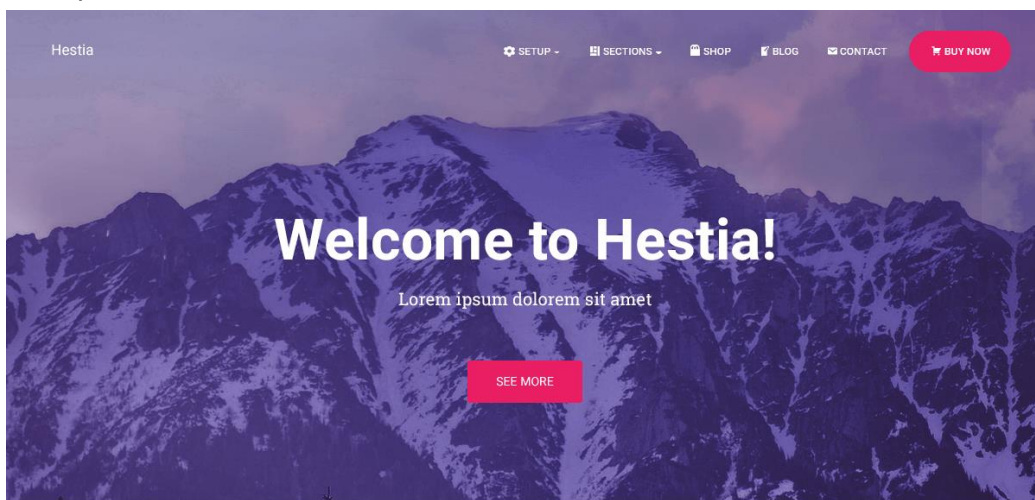 Hestia
SETUP
SECTIONS
SHOP
BLOG
CONTACT
BUY NOW
Welcome to Hestia!
Lorem ipsum dolorem sit amet
SEE MORE